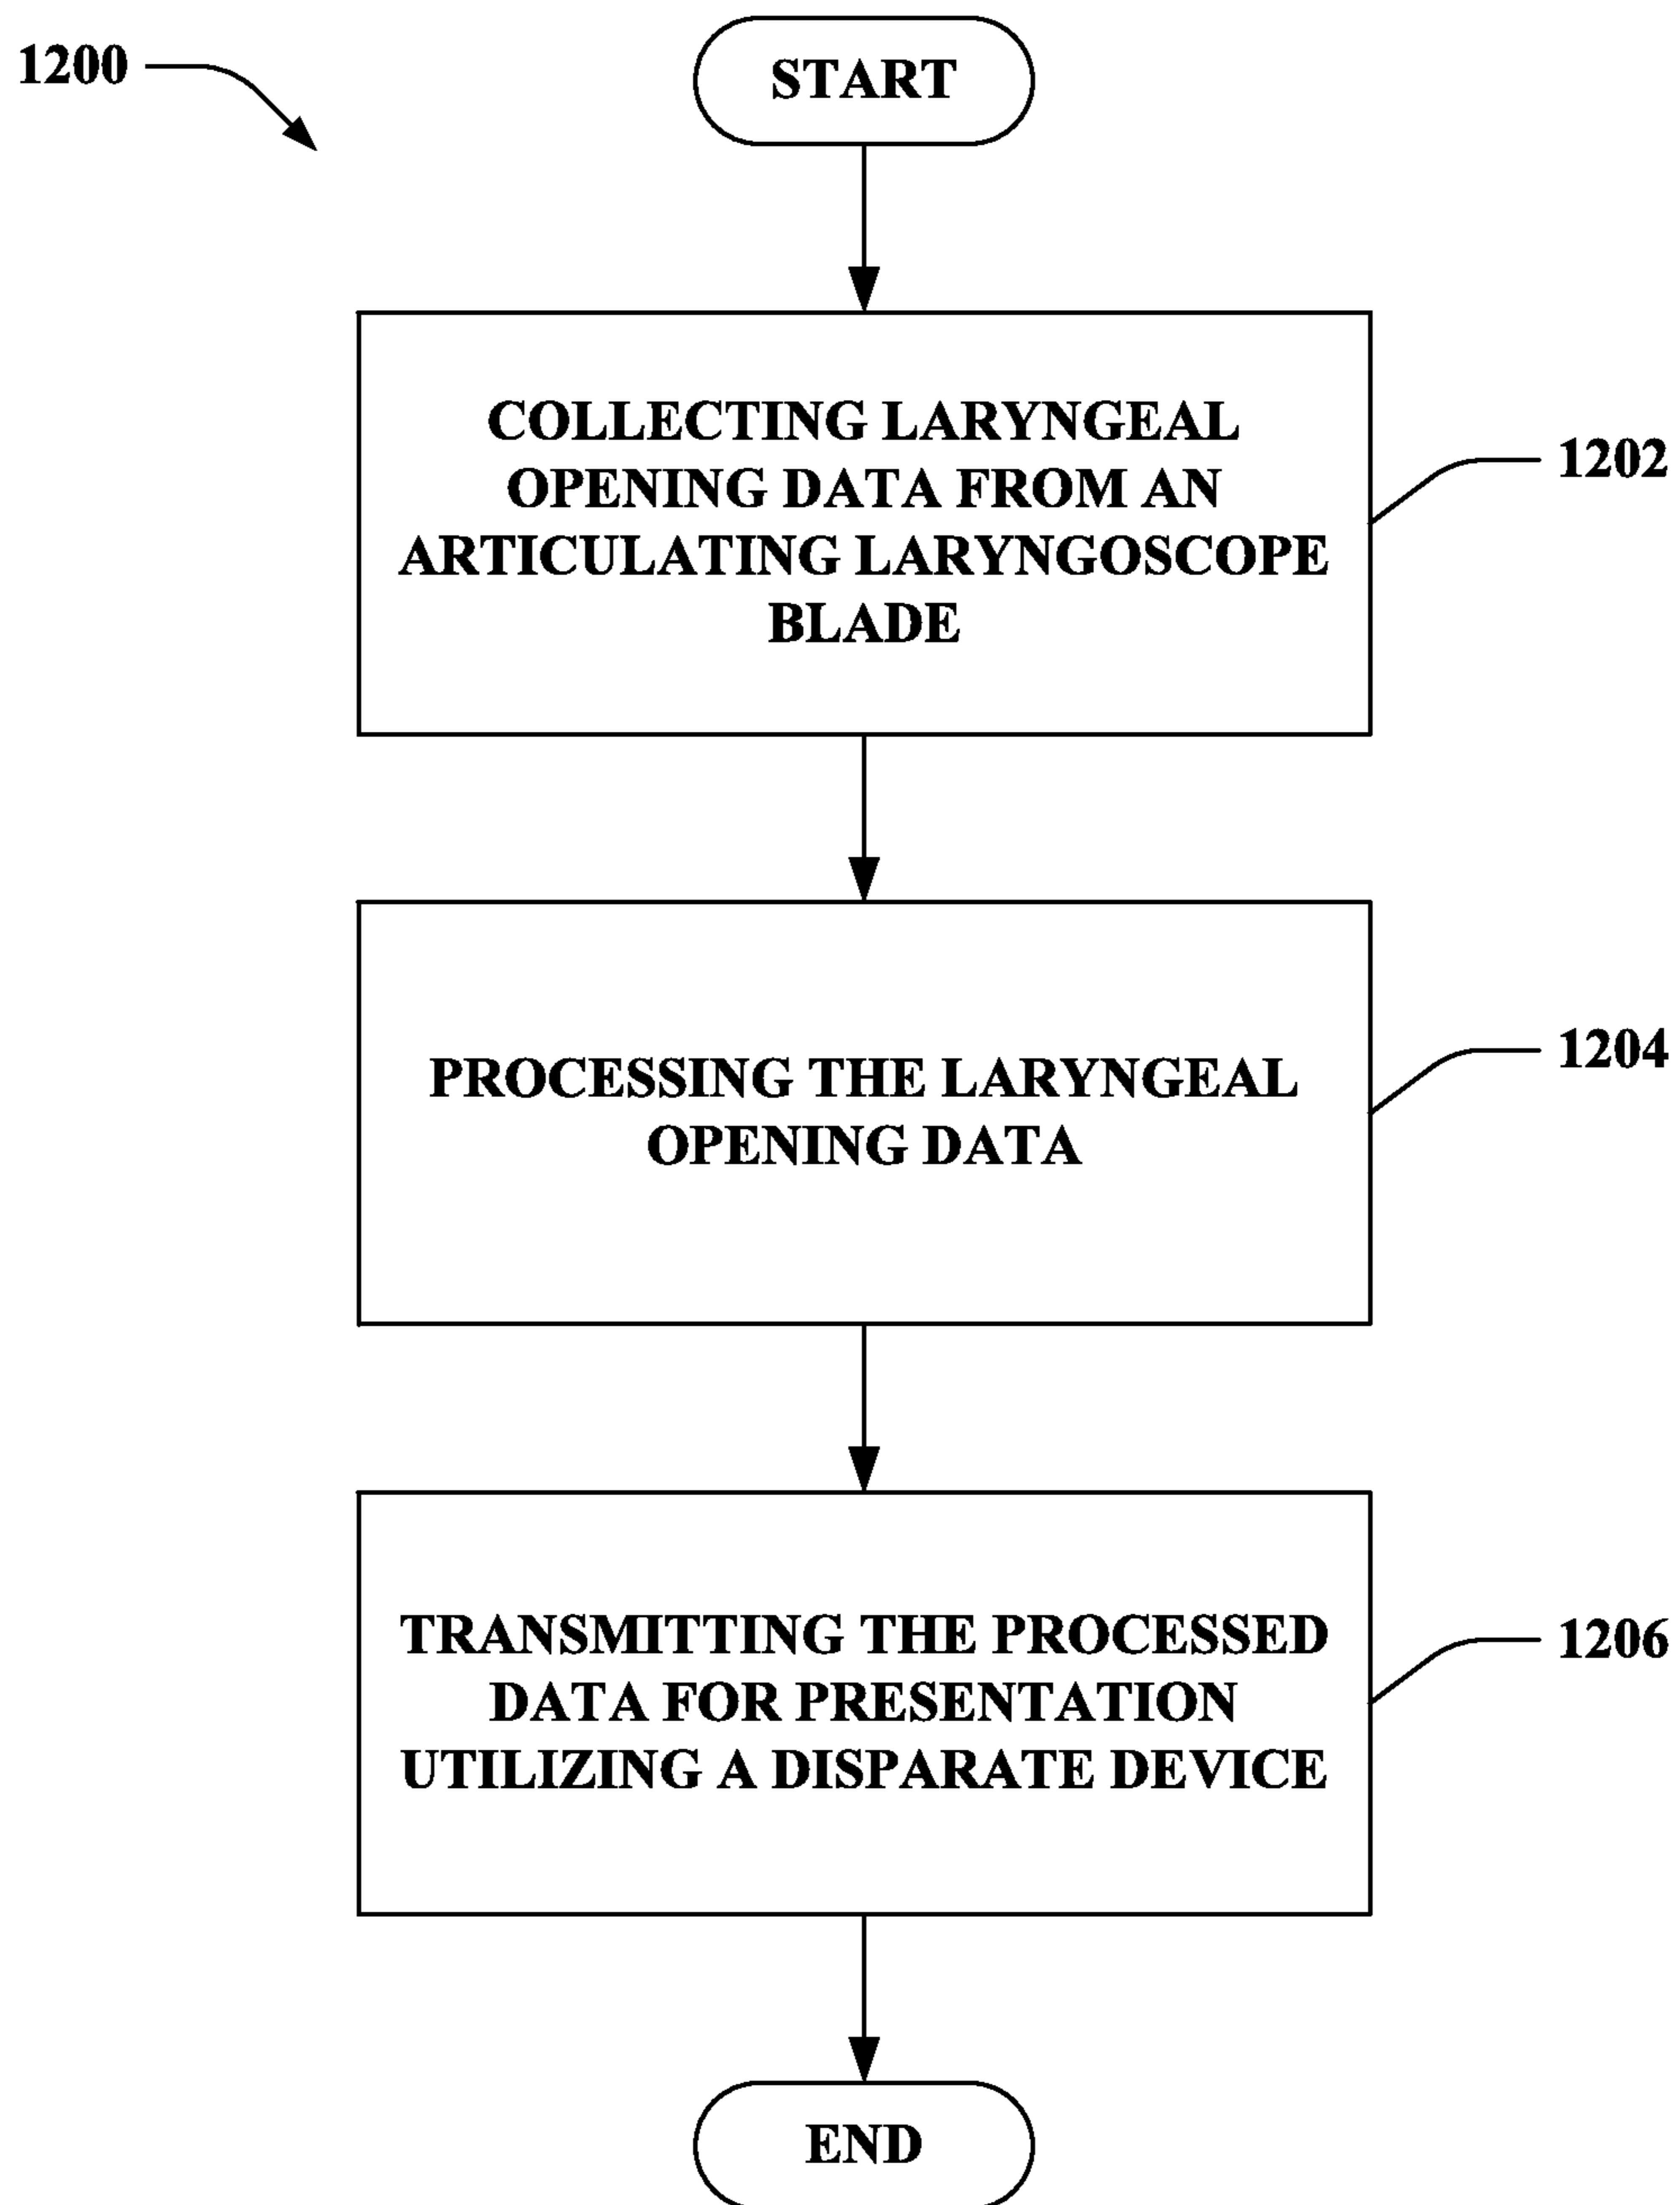 1200
START
COLLECTING LARYNGEAL
OPENING DATA FROM AN
ARTICULATING LARYNGOSCOPE
BLADE
1202
PROCESSING THE LARYNGEAL
OPENING DATA
1204
TRANSMITTING THE PROCESSED
DATA FOR PRESENTATION
UTILIZING A DISPARATE DEVICE
1206
END